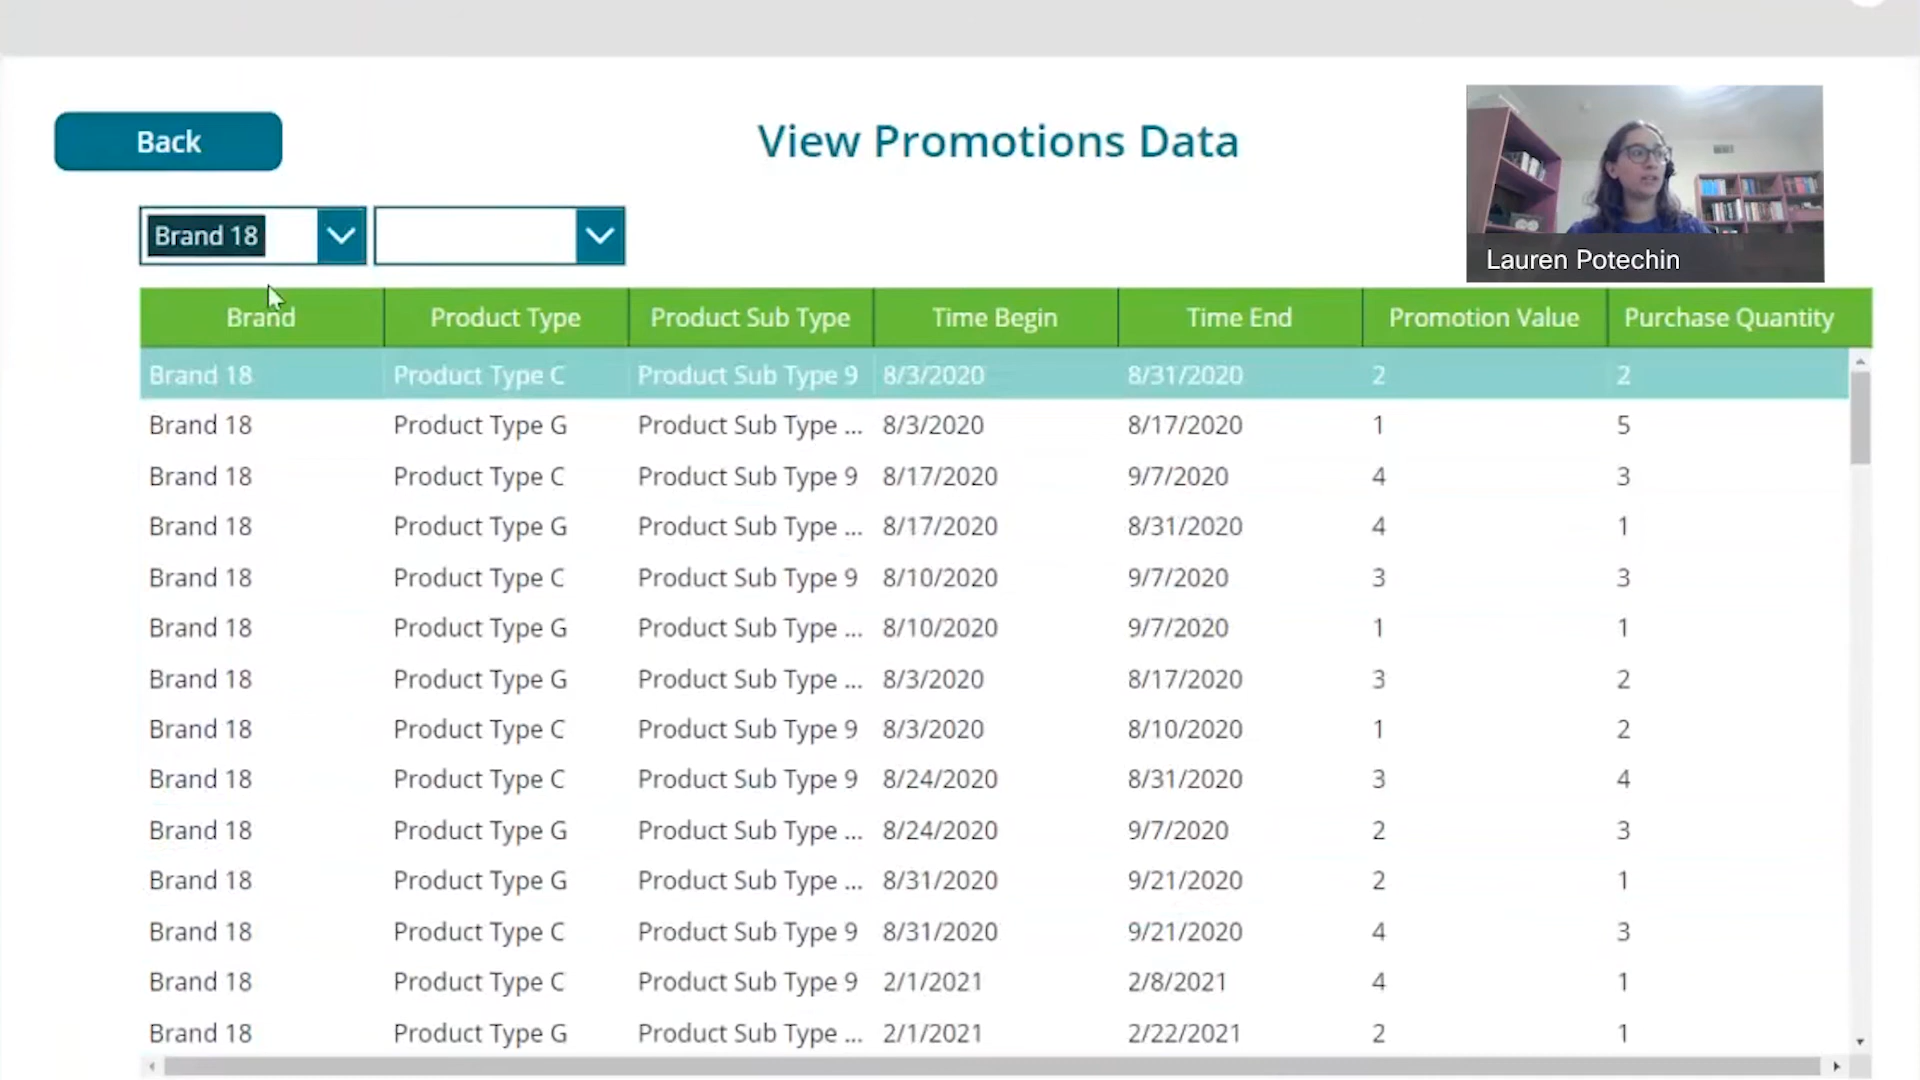 Back
View Promotions Data
Lauren Potechin
Brand 18
Brand Product Type Product Sub Type Time Begin Time End Promotion Value Purchase Quantity
Brand 18 Product Type C Product Sub Type 9 8/3/2020 8/31/2020 2 2
Brand 18 Product Type G Product Sub Type ... 8/3/2020 8/17/2020 1 5
Brand 18 Product Type C Product Sub Type 9 8/17/2020 9/7/2020 4 3
Brand 18 Product Type G Product Sub Type ... 8/17/2020 8/31/2020 4 1
Brand 18 Product Type C Product Sub Type 9 8/10/2020 9/7/2020 3 3
Brand 18 Product Type G Product Sub Type ... 8/10/2020 9/7/2020 1 1
Brand 18 Product Type G Product Sub Type ... 8/3/2020 8/17/2020 3 2
Brand 18 Product Type C Product Sub Type 9 8/3/2020 8/10/2020 1 2
Brand 18 Product Type C Product Sub Type 9 8/24/2020 8/31/2020 3 4
Brand 18 Product Type G Product Sub Type ... 8/24/2020 9/7/2020 2 3
Brand 18 Product Type G Product Sub Type ... 8/31/2020 9/21/2020 2 1
Brand 18 Product Type C Product Sub Type 9 8/31/2020 9/21/2020 4 3
Brand 18 Product Type C Product Sub Type 9 2/1/2021 2/8/2021 4 1
Brand 18 Product Type G Product Sub Type ... 2/1/2021 2/22/2021 2 1